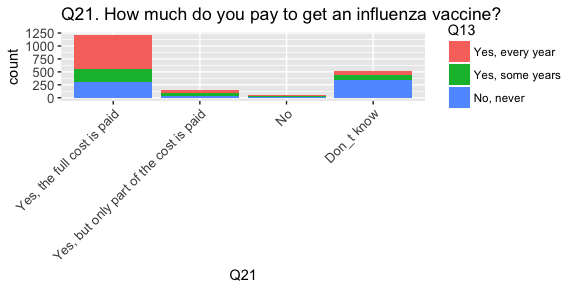 Q21. How much do you pay to get an influenza vaccine?
count
1250
1000
750
500
250
0
Yes, the full cost is paid
Yes, but only part of the cost is paid
No
Don_t know
Q21
Q13
Yes, every year
Yes, some years
No, never